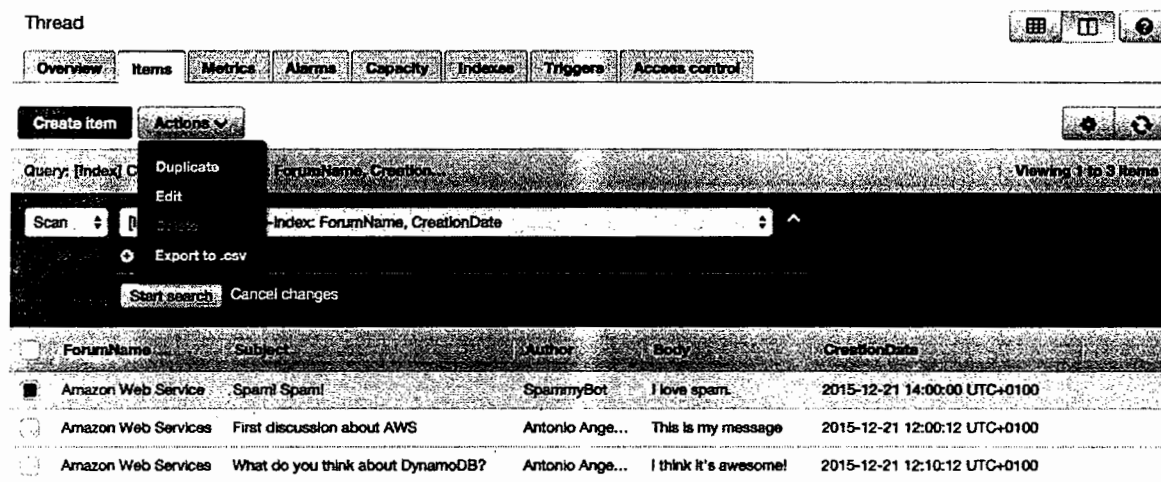 Thread
Overview Items Metrics Alarms Capacity Indexes Triggers Access control
Create item Actions
Query: [Index] C ForumName, Creation... Viewing 1 to 3 items
Duplicate
Edit
Scan [I -Index: ForumName, CreationDate
Delete
Export to .csv
Start search Cancel changes
ForumName Subject Author Body CreationDate
Amazon Web Service Spam! Spam! SpammyBot I love spam. 2015-12-21 14:00:00 UTC+0100
Amazon Web Services First discussion about AWS Antonio Ange... This is my message 2015-12-21 12:00:12 UTC+0100
Amazon Web Services What do you think about DynamoDB? Antonio Ange... I think it's awesome! 2015-12-21 12:10:12 UTC+0100